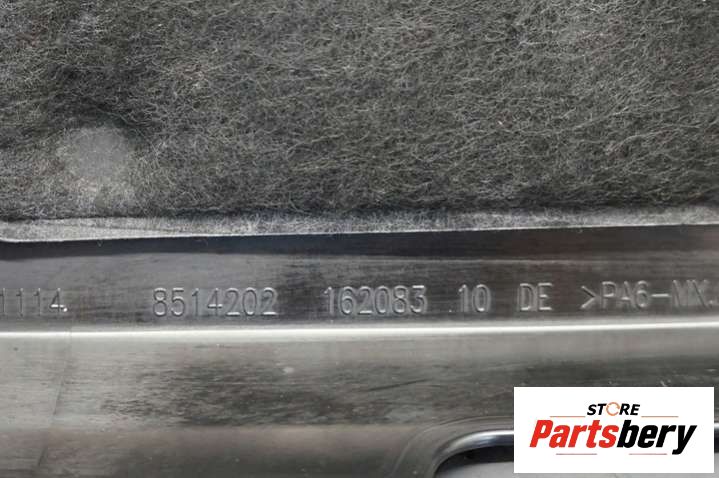 1114. 8514202 162083 10 DE >PA6-MX.
STORE
Partsbery